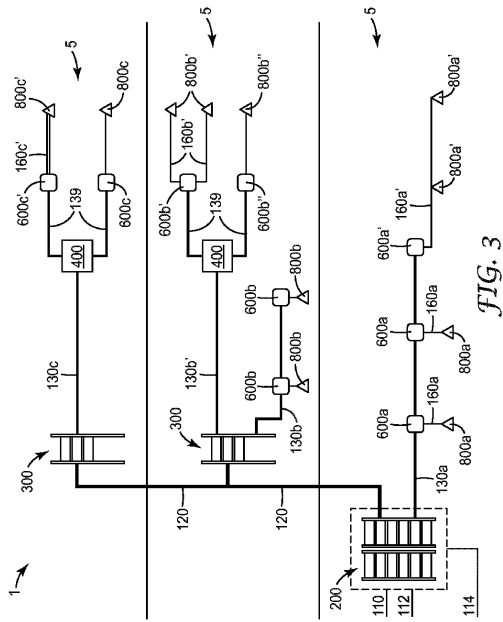 1
5
300
130c
400
139
600c'
600c
160c'
800c'
800c
5
300
120
120
130b'
130b
400
139
600b'
600b"
160b'
800b'
800b"
600b
600b
800b
800b
5
200
110
112
114
130a
600a
160a
800a
600a
160a
800a
600a'
160a'
800a'
800a'
FIG. 3